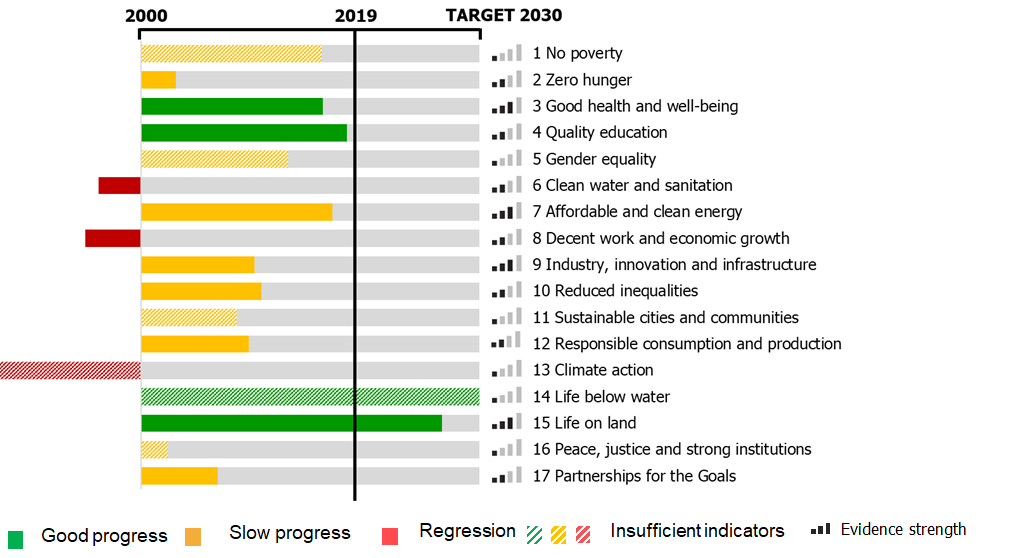 2000 2019 TARGET 2030
1 No poverty
2 Zero hunger
3 Good health and well-being
4 Quality education
5 Gender equality
6 Clean water and sanitation
7 Affordable and clean energy
8 Decent work and economic growth
9 Industry, innovation and infrastructure
10 Reduced inequalities
11 Sustainable cities and communities
12 Responsible consumption and production
13 Climate action
14 Life below water
15 Life on land
16 Peace, justice and strong institutions
17 Partnerships for the Goals
Good progress Slow progress Regression Insufficient indicators Evidence strength